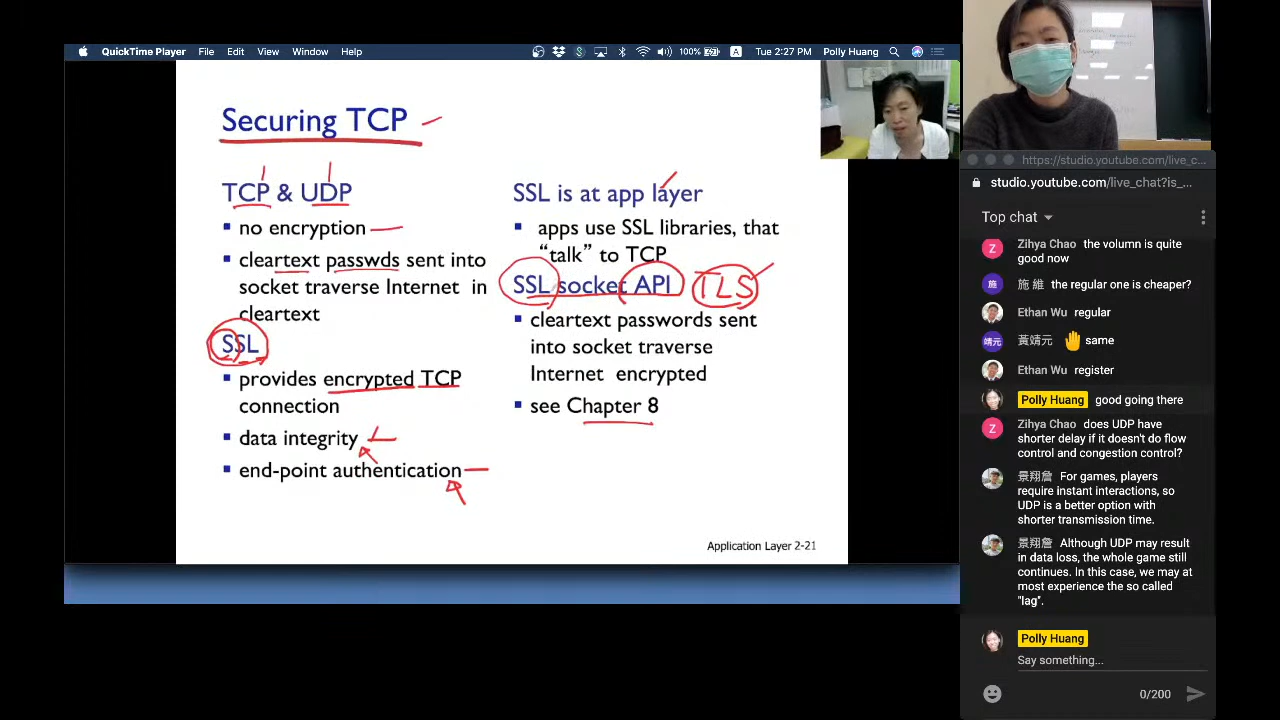 QuickTime Player File Edit View Window Help 100% A Tue 2:27 PM Polly Huang
Securing TCP
TCP & UDP
▪ no encryption
▪ cleartext passwds sent into
socket traverse Internet in
cleartext
SSL
▪ provides encrypted TCP
connection
▪ data integrity
▪ end-point authentication
SSL is at app layer
▪ apps use SSL libraries, that
“talk” to TCP
SSL socket API TLS
▪ cleartext passwords sent
into socket traverse
Internet encrypted
▪ see Chapter 8
Application Layer 2-21
https://studio.youtube.com/live_c...
studio.youtube.com/live_chat?is_...
Top chat
Z Zihya Chao the volumn is quite
good now
施 施 維 the regular one is cheaper?
Ethan Wu regular
靖元 黃靖元 ✋ same
Ethan Wu register
Polly Huang good going there
Z Zihya Chao does UDP have
shorter delay if it doesn't do flow
control and congestion control?
景翔詹 For games, players
require instant interactions, so
UDP is a better option with
shorter transmission time.
景翔詹 Although UDP may result
in data loss, the whole game still
continues. In this case, we may at
most experience the so called
"lag".
Polly Huang
Say something...
0/200